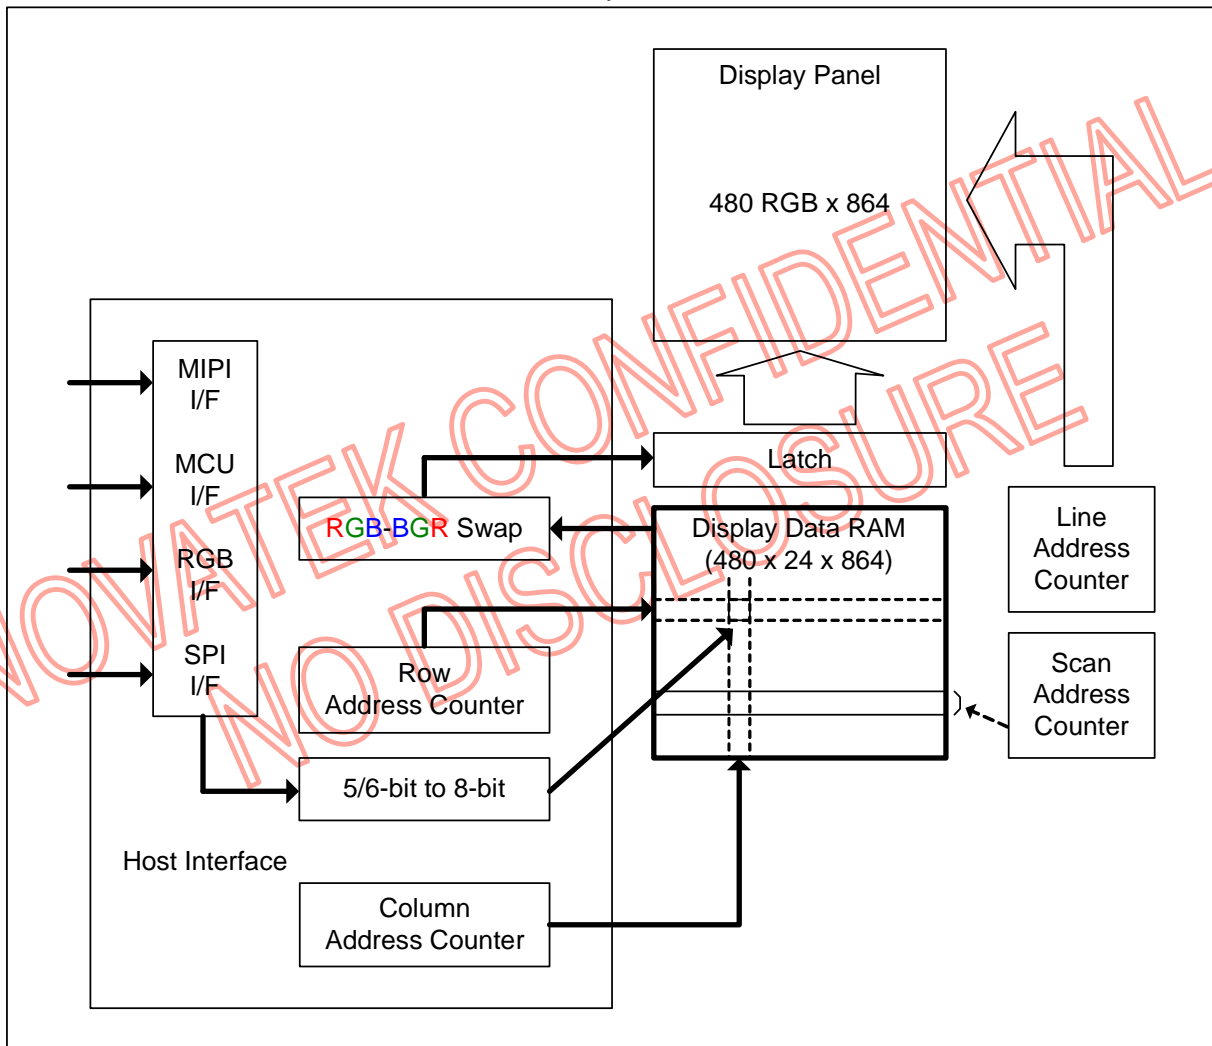 Display Panel
480 RGB x 864
MIPI
I/F
MCU
I/F
RGB
I/F
SPI
I/F
Latch
RGB-BGR Swap
Display Data RAM
(480 x 24 x 864)
Line
Address
Counter
Row
Address Counter
Scan
Address
Counter
5/6-bit to 8-bit
Host Interface
Column
Address Counter
NOVATEK CONFIDENTIAL
NO DISCLOSURE